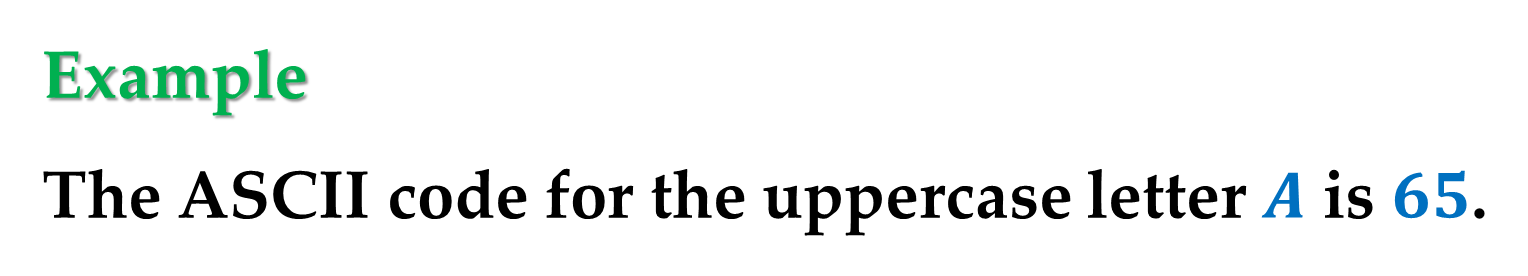 Example
The ASCII code for the uppercase letter A is 65.